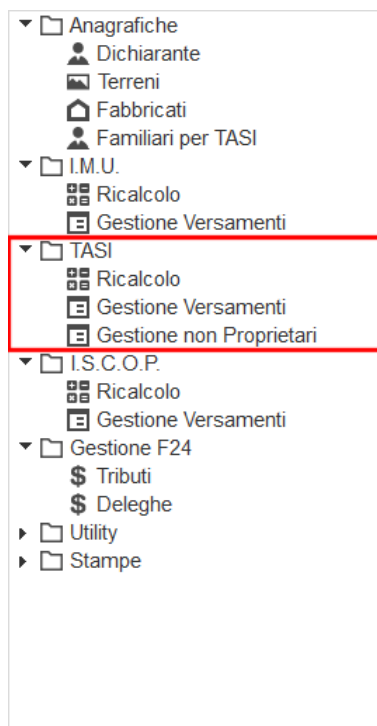 Anagrafiche
Dichiarante
Terreni
Fabbricati
Familiari per TASI
I.M.U.
Ricalcolo
Gestione Versamenti
TASI
Ricalcolo
Gestione Versamenti
Gestione non Proprietari
I.S.C.O.P.
Ricalcolo
Gestione Versamenti
Gestione F24
$ Tributi
$ Deleghe
Utility
Stampe